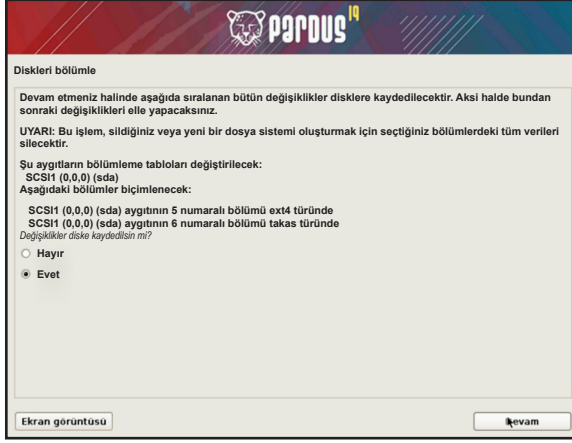 pardus 19
Diskleri bölümle
Devam etmeniz halinde aşağıda sıralanan bütün değişiklikler disklere kaydedilecektir. Aksi halde bundan
sonraki değişiklikleri elle yapacaksınız.
UYARI: Bu işlem, sildiğiniz veya yeni bir dosya sistemi oluşturmak için seçtiğiniz bölümlerdeki tüm verileri
silecektir.
Şu aygıtların bölümleme tabloları değiştirilecek:
SCSI1 (0,0,0) (sda)
Aşağıdaki bölümler biçimlenecek:
SCSI1 (0,0,0) (sda) aygıtının 5 numaralı bölümü ext4 türünde
SCSI1 (0,0,0) (sda) aygıtının 6 numaralı bölümü takas türünde
Değişiklikler diske kaydedilsin mi?
Hayır
Evet
Ekran görüntüsü
Devam